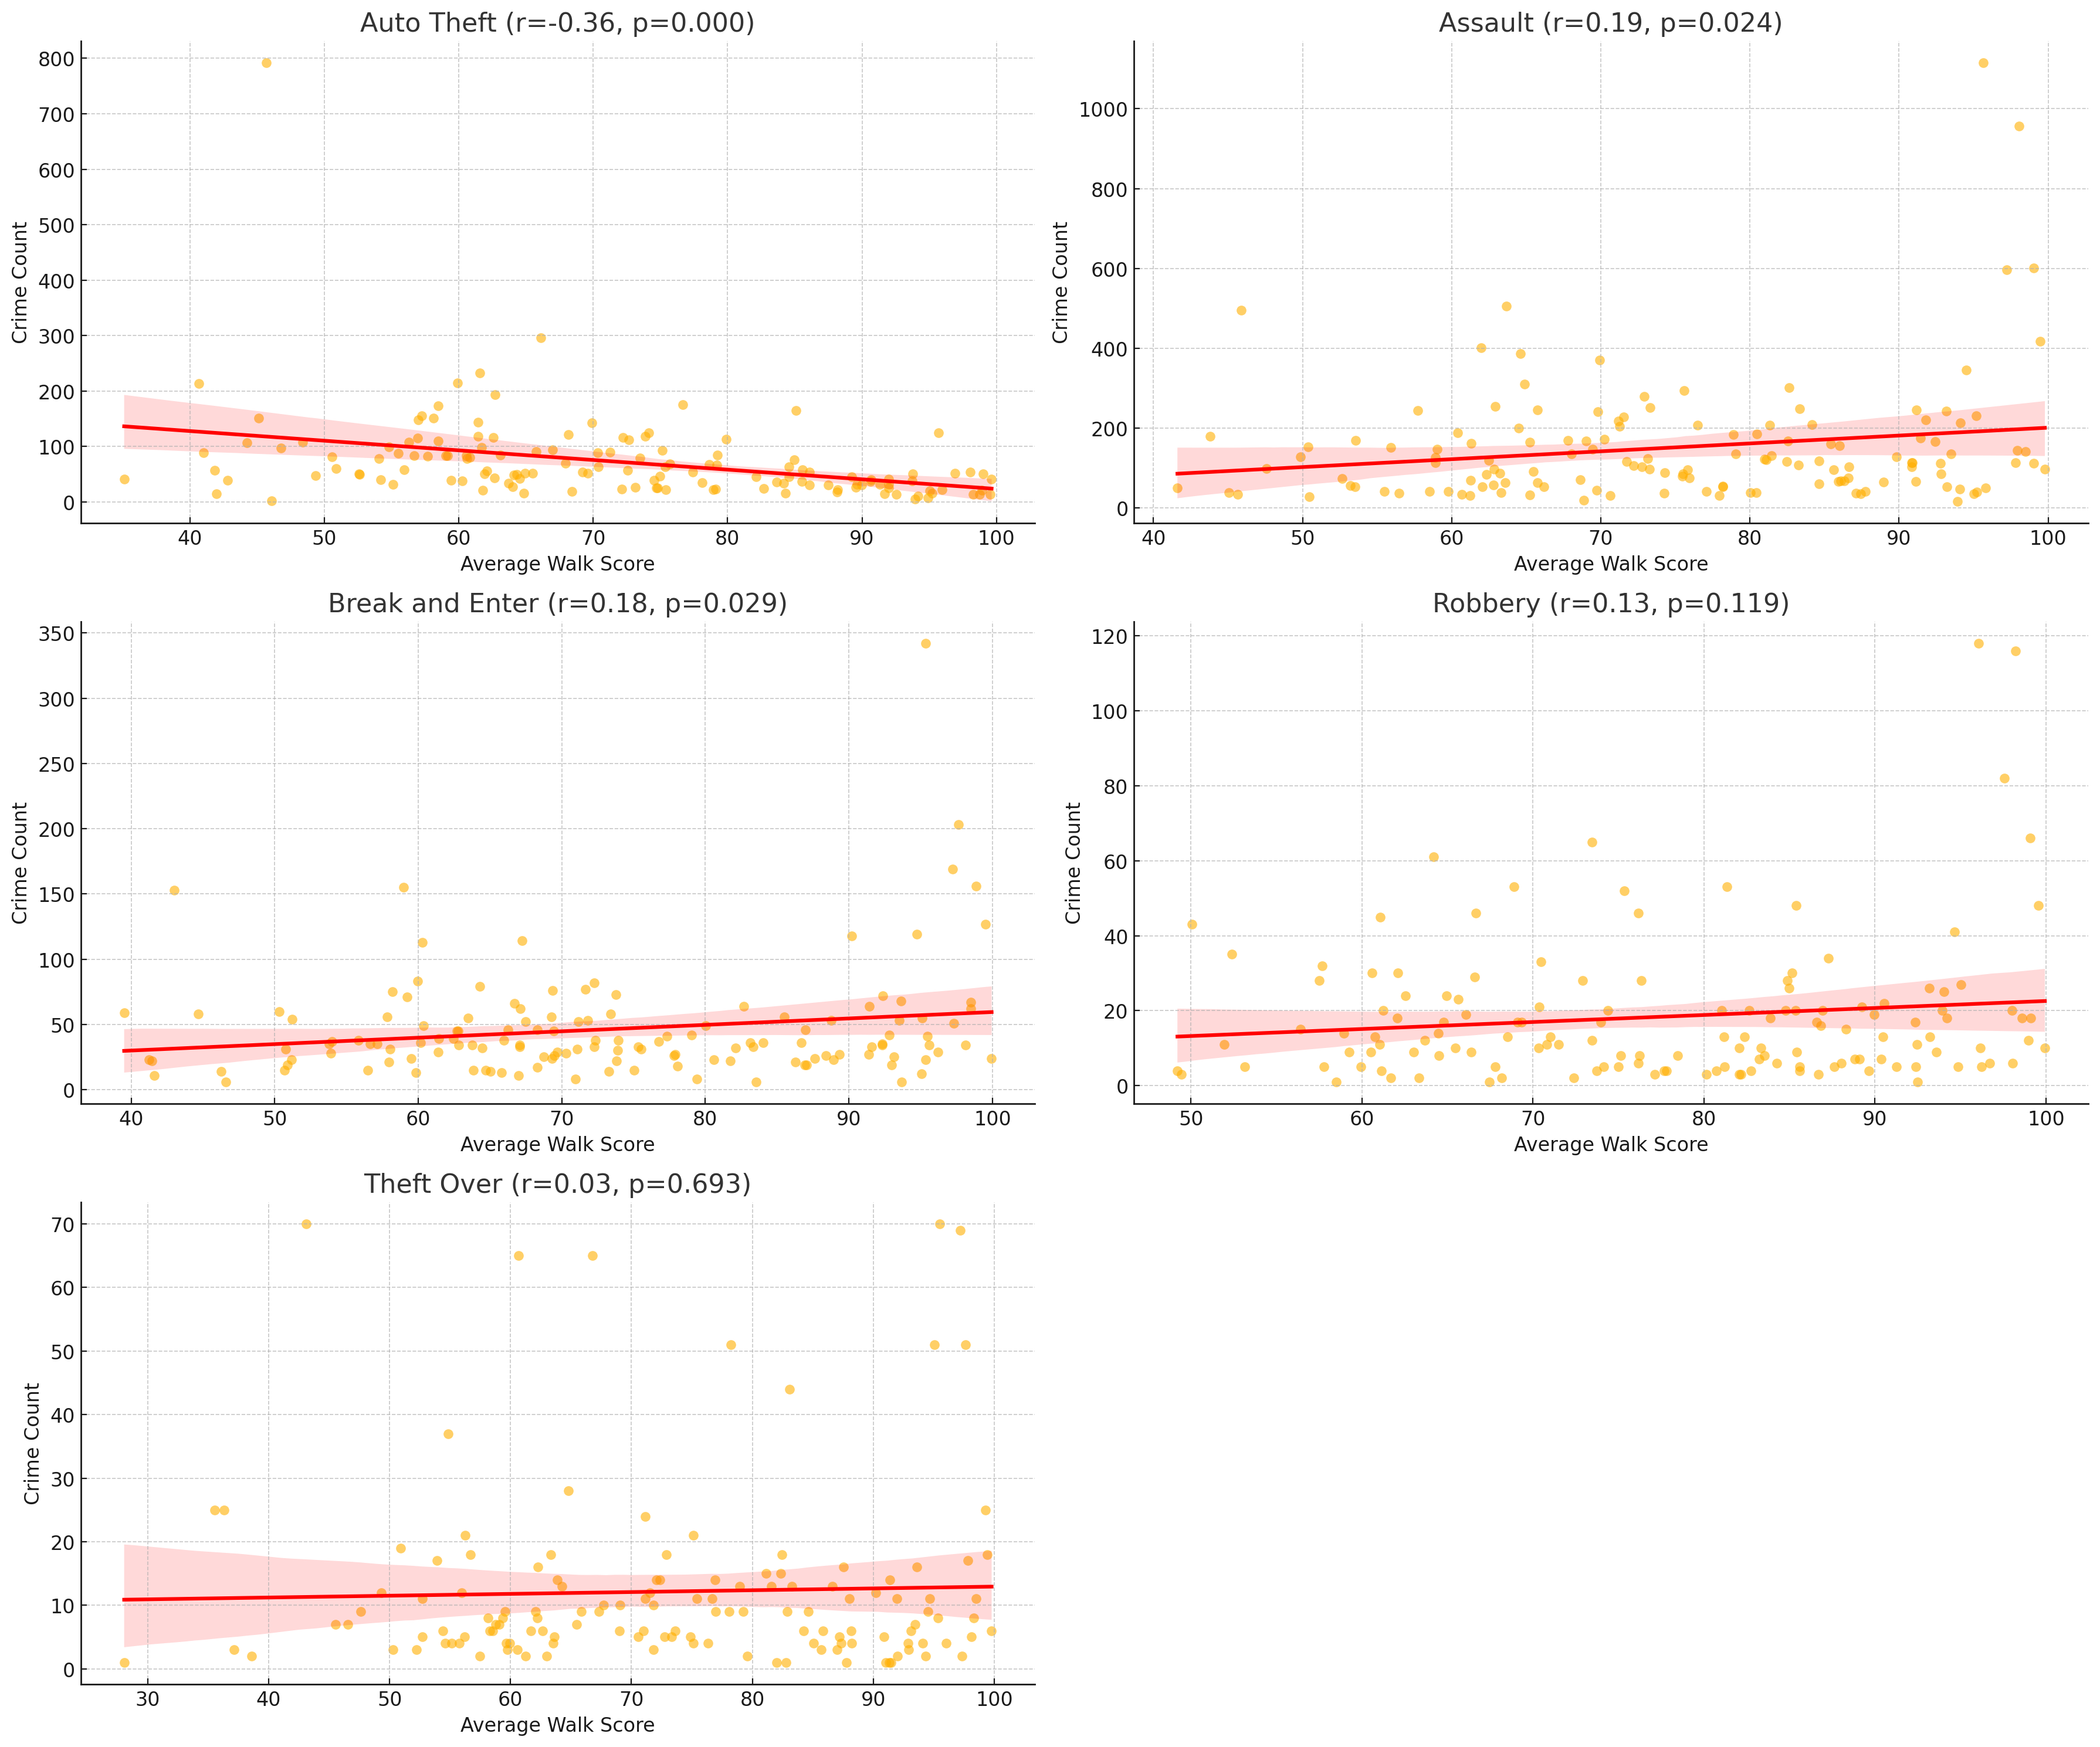 Auto Theft (r=-0.36, p=0.000)
Crime Count
800
700
600
500
400
300
200
100
0
40 50 60 70 80 90 100
Average Walk Score
Assault (r=0.19, p=0.024)
Crime Count
1000
800
600
400
200
0
40 50 60 70 80 90 100
Average Walk Score
Break and Enter (r=0.18, p=0.029)
Crime Count
350
300
250
200
150
100
50
0
40 50 60 70 80 90 100
Average Walk Score
Robbery (r=0.13, p=0.119)
Crime Count
120
100
80
60
40
20
0
50 60 70 80 90 100
Average Walk Score
Theft Over (r=0.03, p=0.693)
Crime Count
70
60
50
40
30
20
10
0
30 40 50 60 70 80 90 100
Average Walk Score